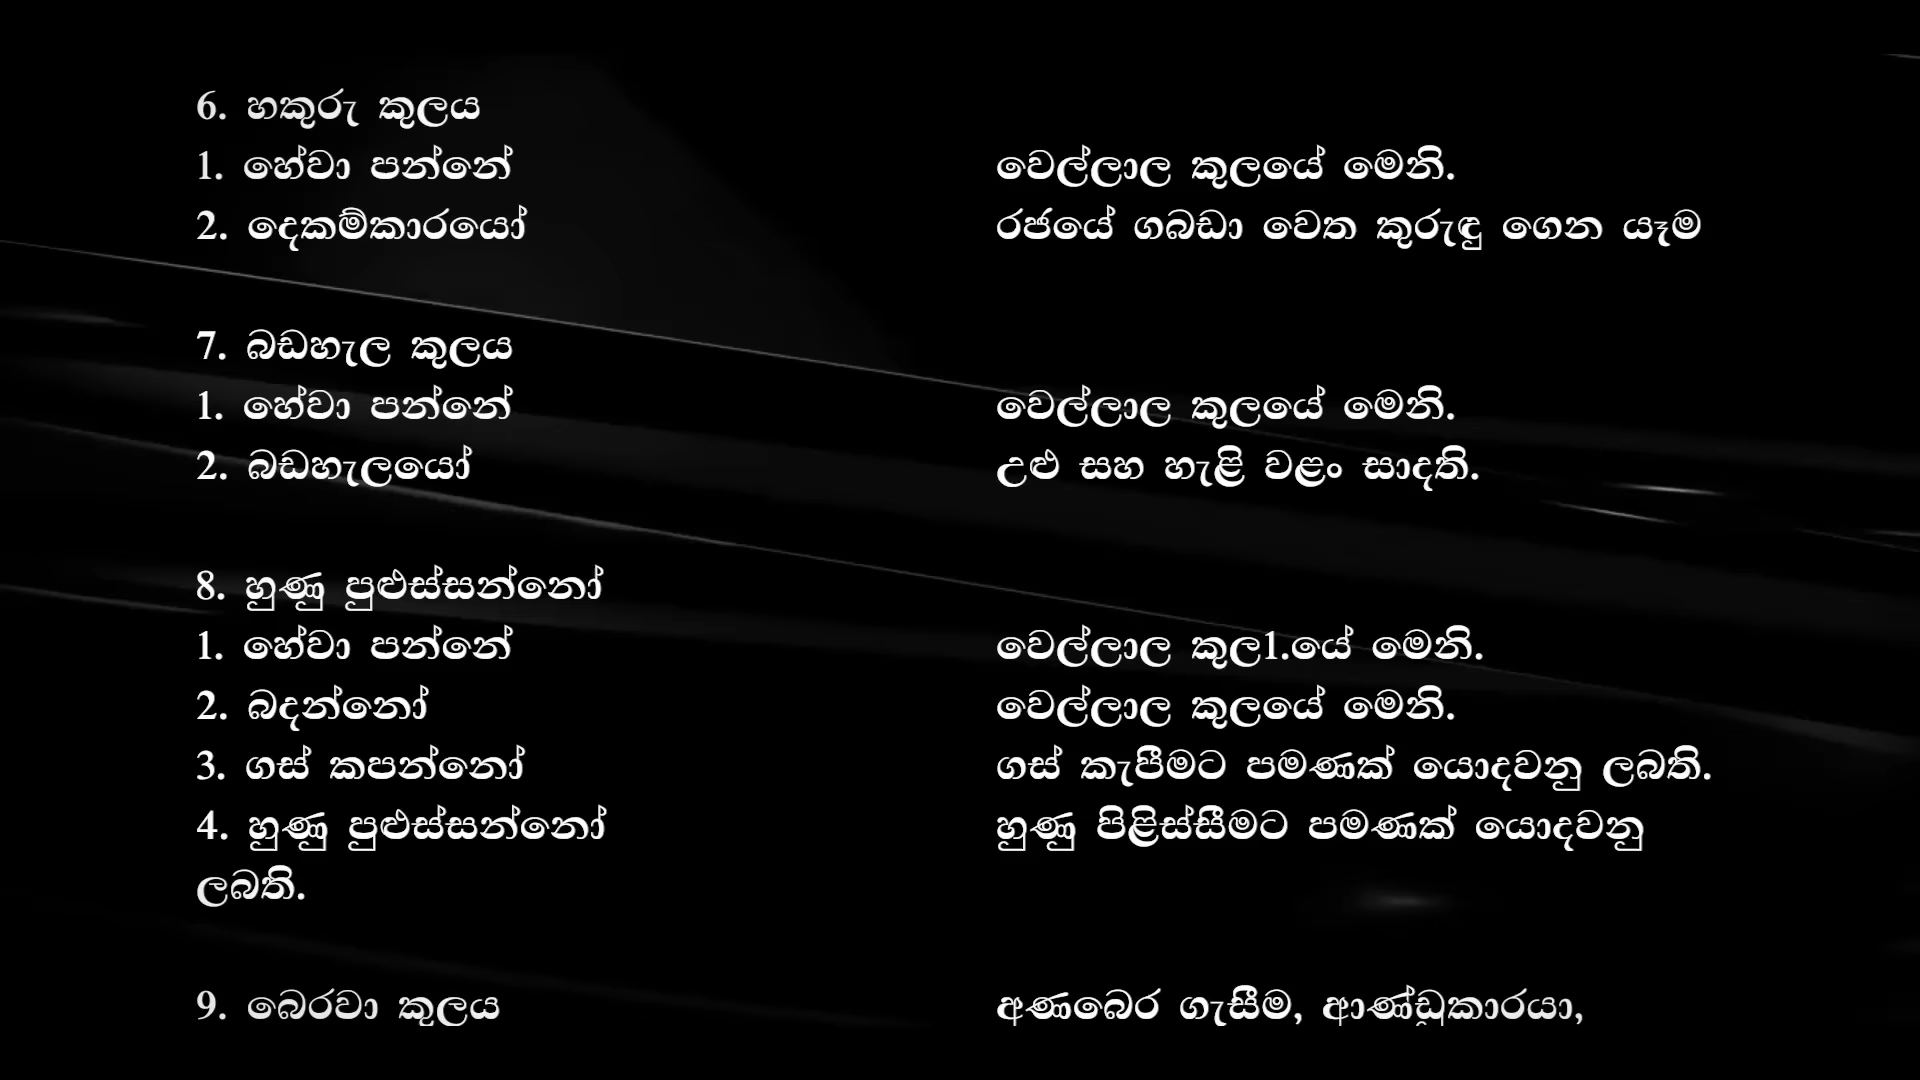 6. හකුරු කුලය
1. හේවා පන්නේ වෙල්ලාල කුලයේ මෙනි.
2. දෙකම්කාරයෝ රජයේ ගබඩා වෙත කුරුඳු ගෙන යෑම
7. බඩහැල කුලය
1. හේවා පන්නේ වෙල්ලාල කුලයේ මෙනි.
2. බඩහැලයෝ උළු සහ හැළි වළං සාදති.
8. හුණු පුළුස්සන්නෝ
1. හේවා පන්නේ වෙල්ලාල කුල1.යේ මෙනි.
2. බදන්නෝ වෙල්ලාල කුලයේ මෙනි.
3. ගස් කපන්නෝ ගස් කැපීමට පමණක් යොදවනු ලබති.
4. හුණු පුළුස්සන්නෝ හුණු පිළිස්සීමට පමණක් යොදවනු
ලබති.
9. බෙරවා කුලය අණබෙර ගැසීම, ආණ්ඩුකාරයා,